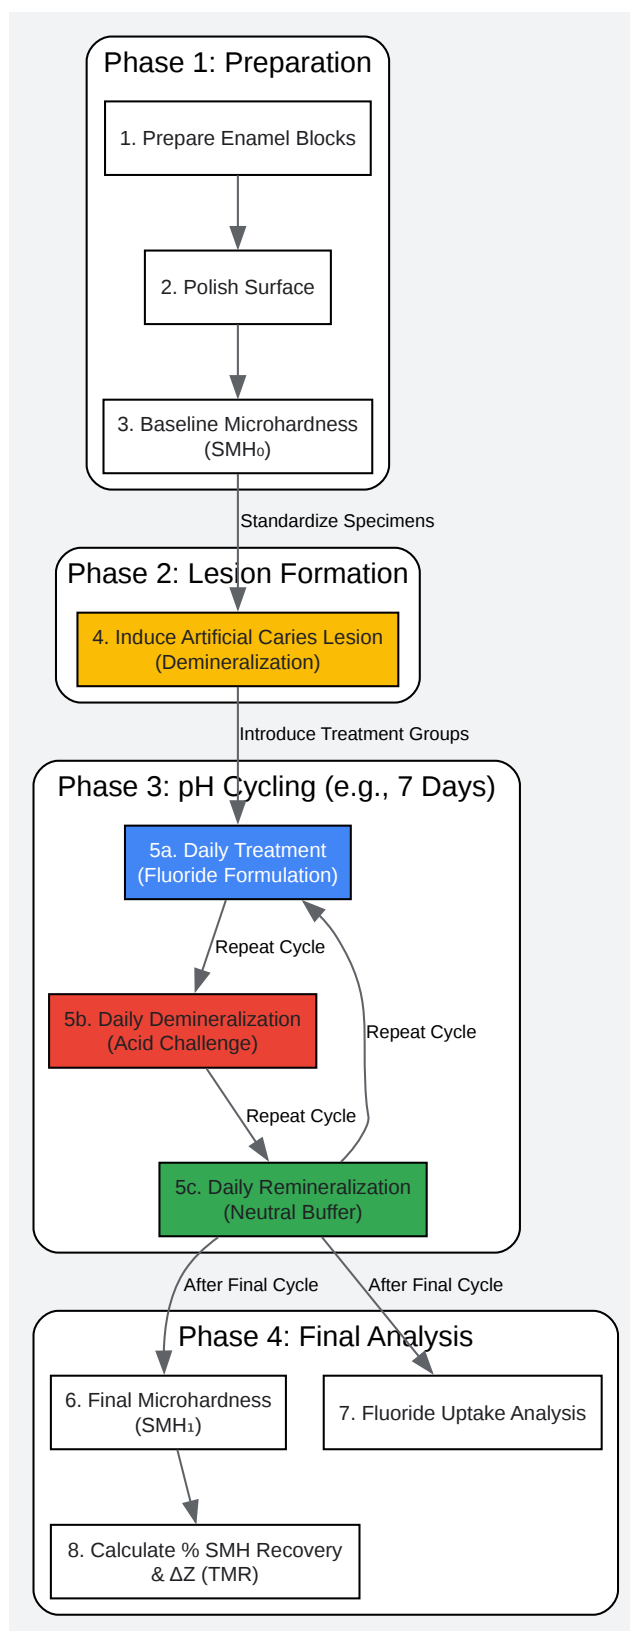 Phase 1: Preparation
1. Prepare Enamel Blocks
2. Polish Surface
3. Baseline Microhardness
(SMH₀)
Standardize Specimens
Phase 2: Lesion Formation
4. Induce Artificial Caries Lesion
(Demineralization)
Introduce Treatment Groups
Phase 3: pH Cycling (e.g., 7 Days)
5a. Daily Treatment
(Fluoride Formulation)
Repeat Cycle
5b. Daily Demineralization
(Acid Challenge)
Repeat Cycle
Repeat Cycle
5c. Daily Remineralization
(Neutral Buffer)
After Final Cycle
After Final Cycle
Phase 4: Final Analysis
6. Final Microhardness
(SMH₁)
7. Fluoride Uptake Analysis
8. Calculate % SMH Recovery
& ΔZ (TMR)